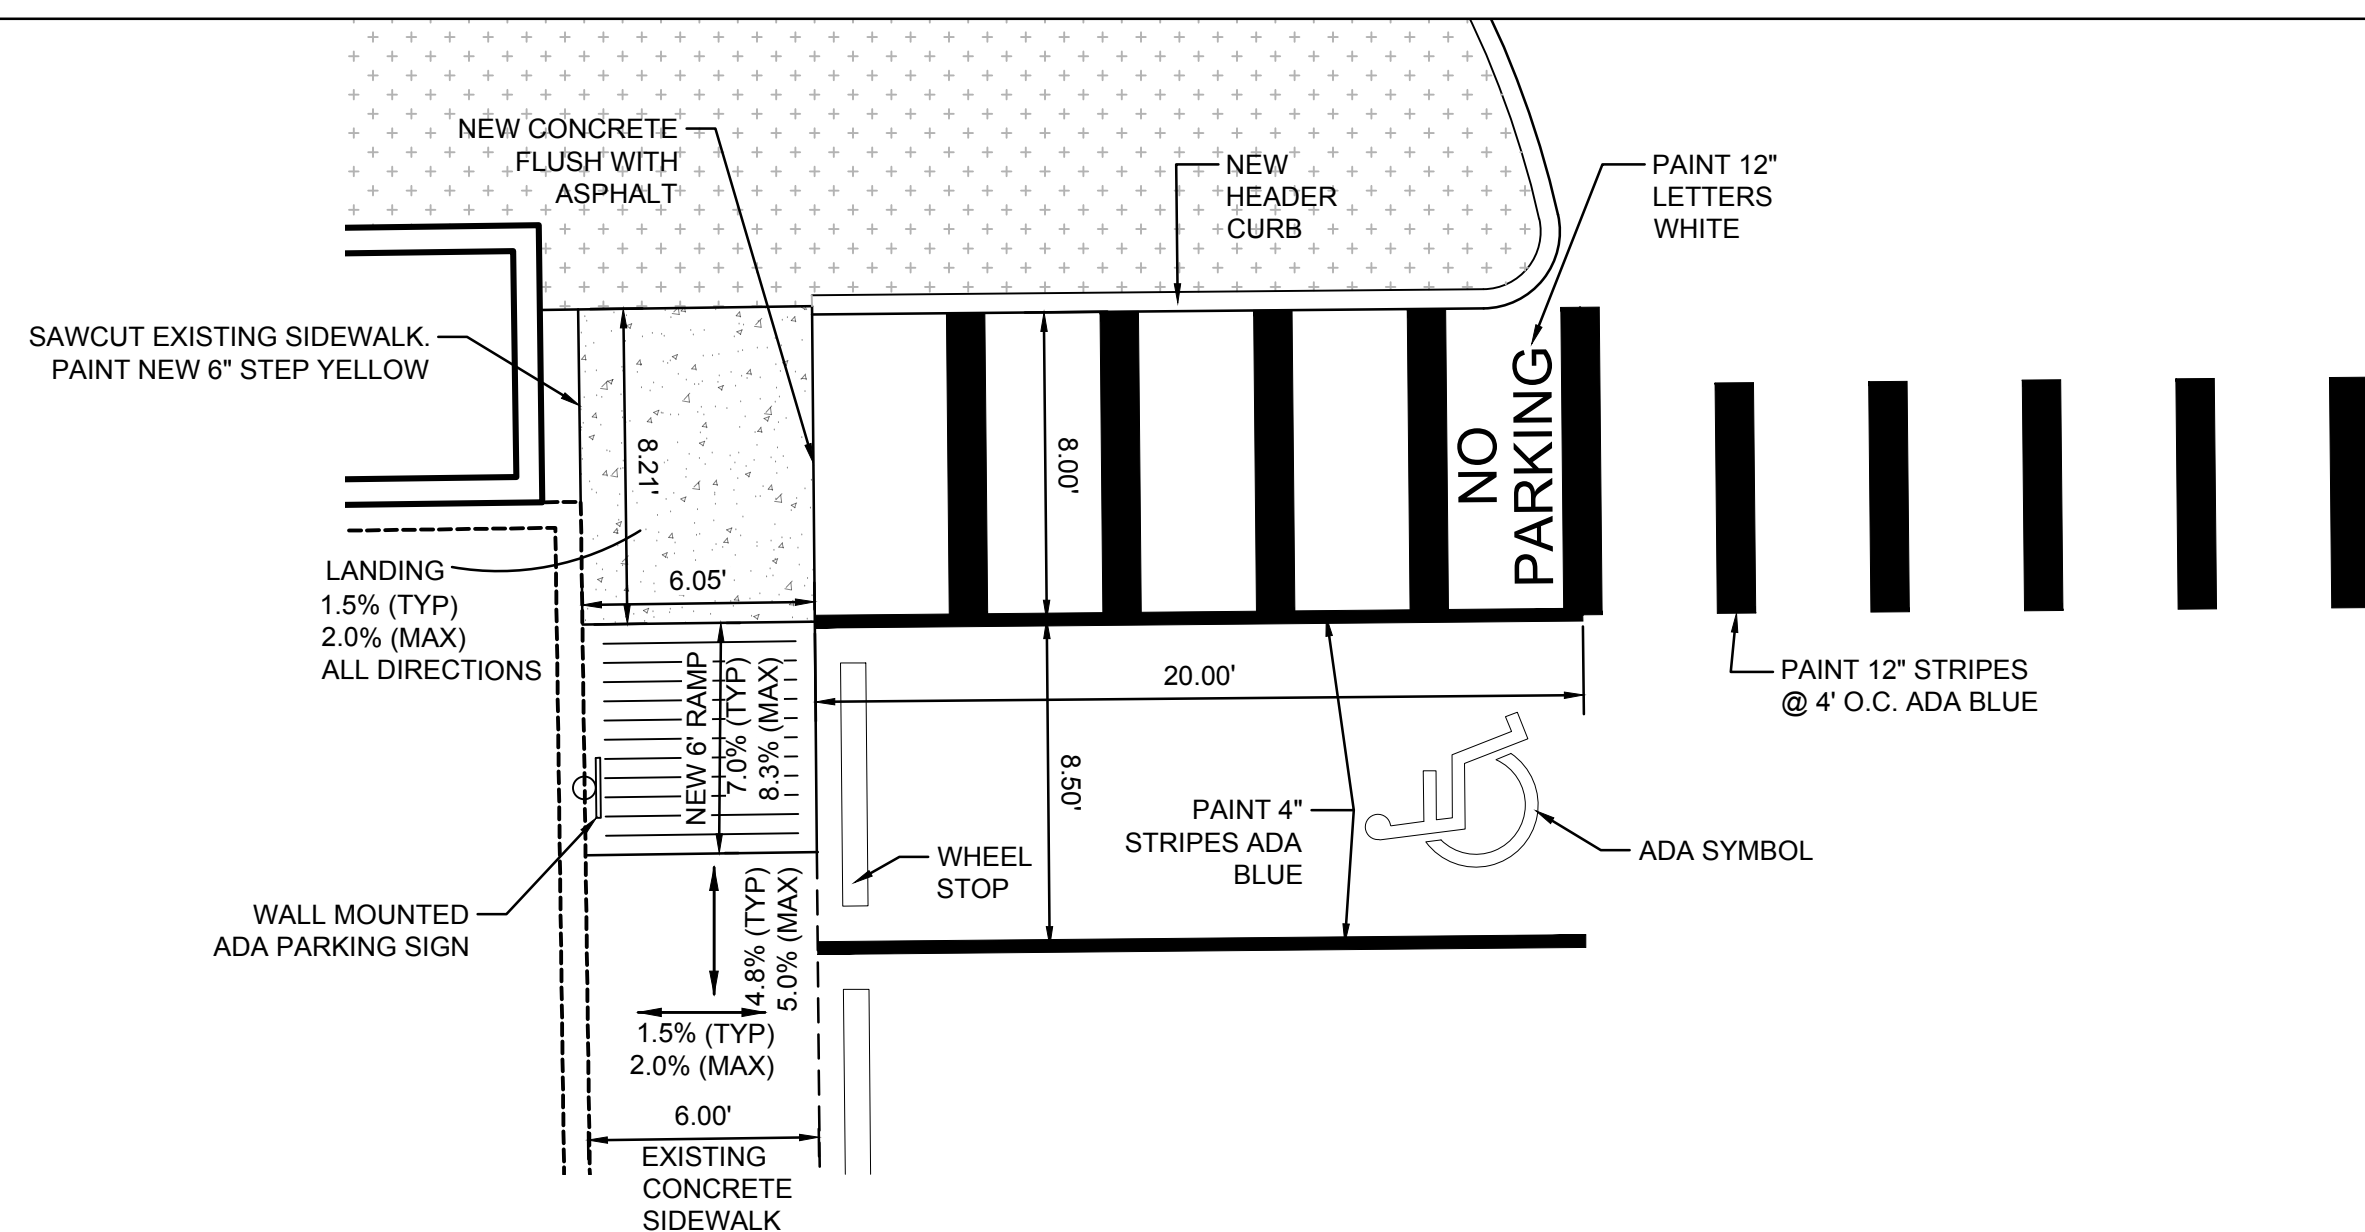 NEW CONCRETE
FLUSH WITH
ASPHALT
NEW
HEADER
CURB
PAINT 12"
LETTERS
WHITE
SAWCUT EXISTING SIDEWALK.
PAINT NEW 6" STEP YELLOW
8.21'
8.00'
NO
PARKING
LANDING
1.5% (TYP)
2.0% (MAX)
ALL DIRECTIONS
6.05'
NEW 6' RAMP
7.0% (TYP)
8.3% (MAX)
20.00'
PAINT 12" STRIPES
@ 4' O.C. ADA BLUE
8.50'
PAINT 4"
STRIPES ADA
BLUE
ADA SYMBOL
WHEEL
STOP
WALL MOUNTED
ADA PARKING SIGN
4.8% (TYP)
5.0% (MAX)
1.5% (TYP)
2.0% (MAX)
6.00'
EXISTING
CONCRETE
SIDEWALK